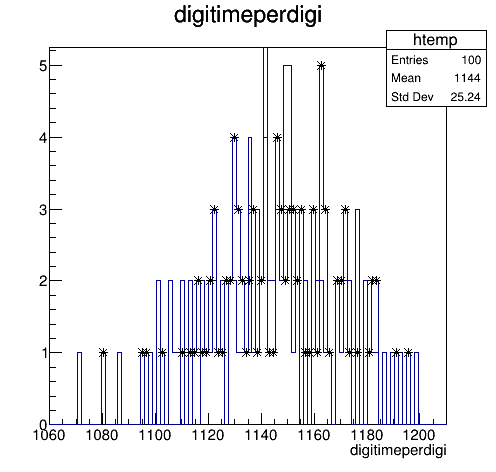 digitimeperdigi
htemp
Entries 100
Mean 1144
Std Dev 25.24
5
4
3
2
1
0
1060 1080 1100 1120 1140 1160 1180 1200
digitimeperdigi